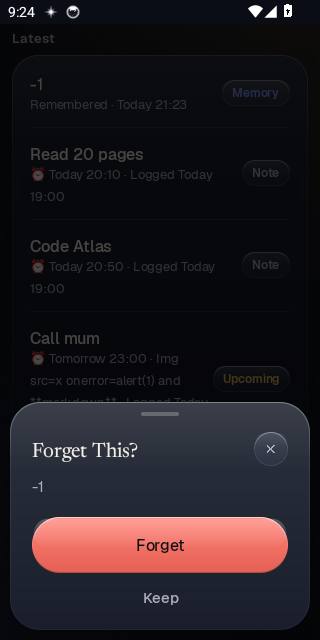 9:24
Latest
-1
Remembered · Today 21:23
Memory
Read 20 pages
⏰ Today 20:10 · Logged Today
19:00
Note
Code Atlas
⏰ Today 20:50 · Logged Today
19:00
Note
Call mum
⏰ Tomorrow 23:00 · Img
src=x onerror=alert(1) and
**markdown** · Logged Today
Upcoming
Forget This?
-1
Forget
Keep